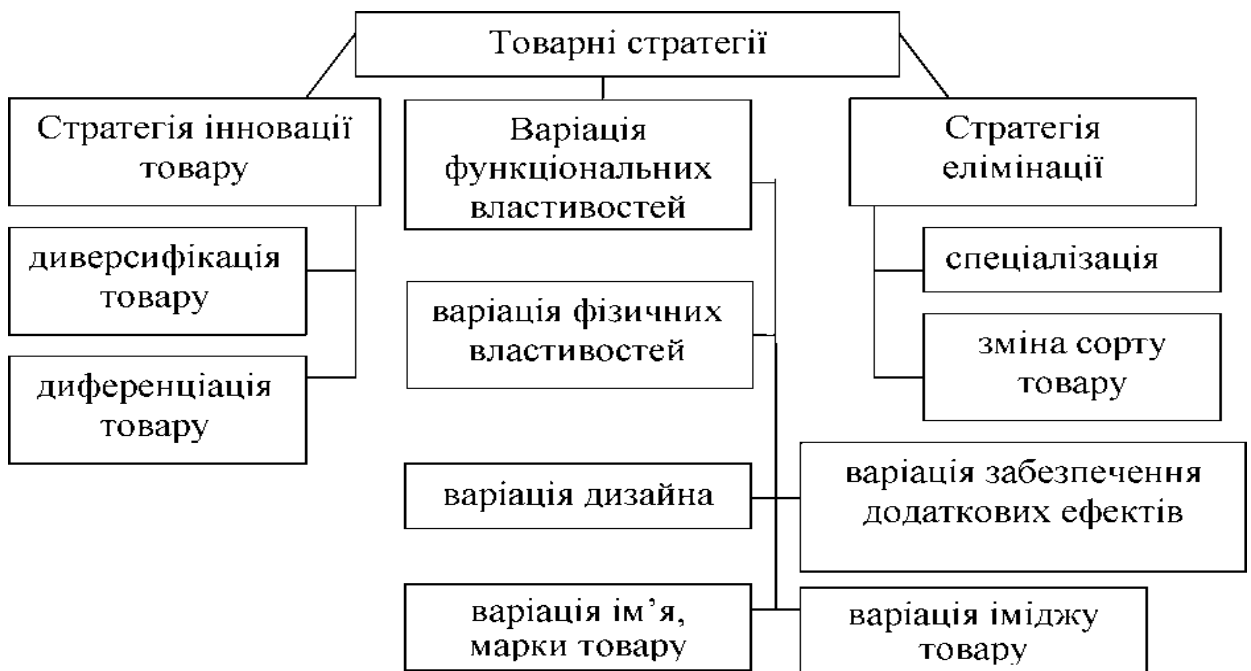 Товарні стратегії
Стратегія інновації
товару
Варіація
функціональних
властивостей
Стратегія
елімінації
диверсифікація
товару
варіація фізичних
властивостей
спеціалізація
диференціація
товару
зміна сорту
товару
варіація дизайна
варіація забезпечення
додаткових ефектів
варіація ім’я,
марки товару
варіація іміджу
товару